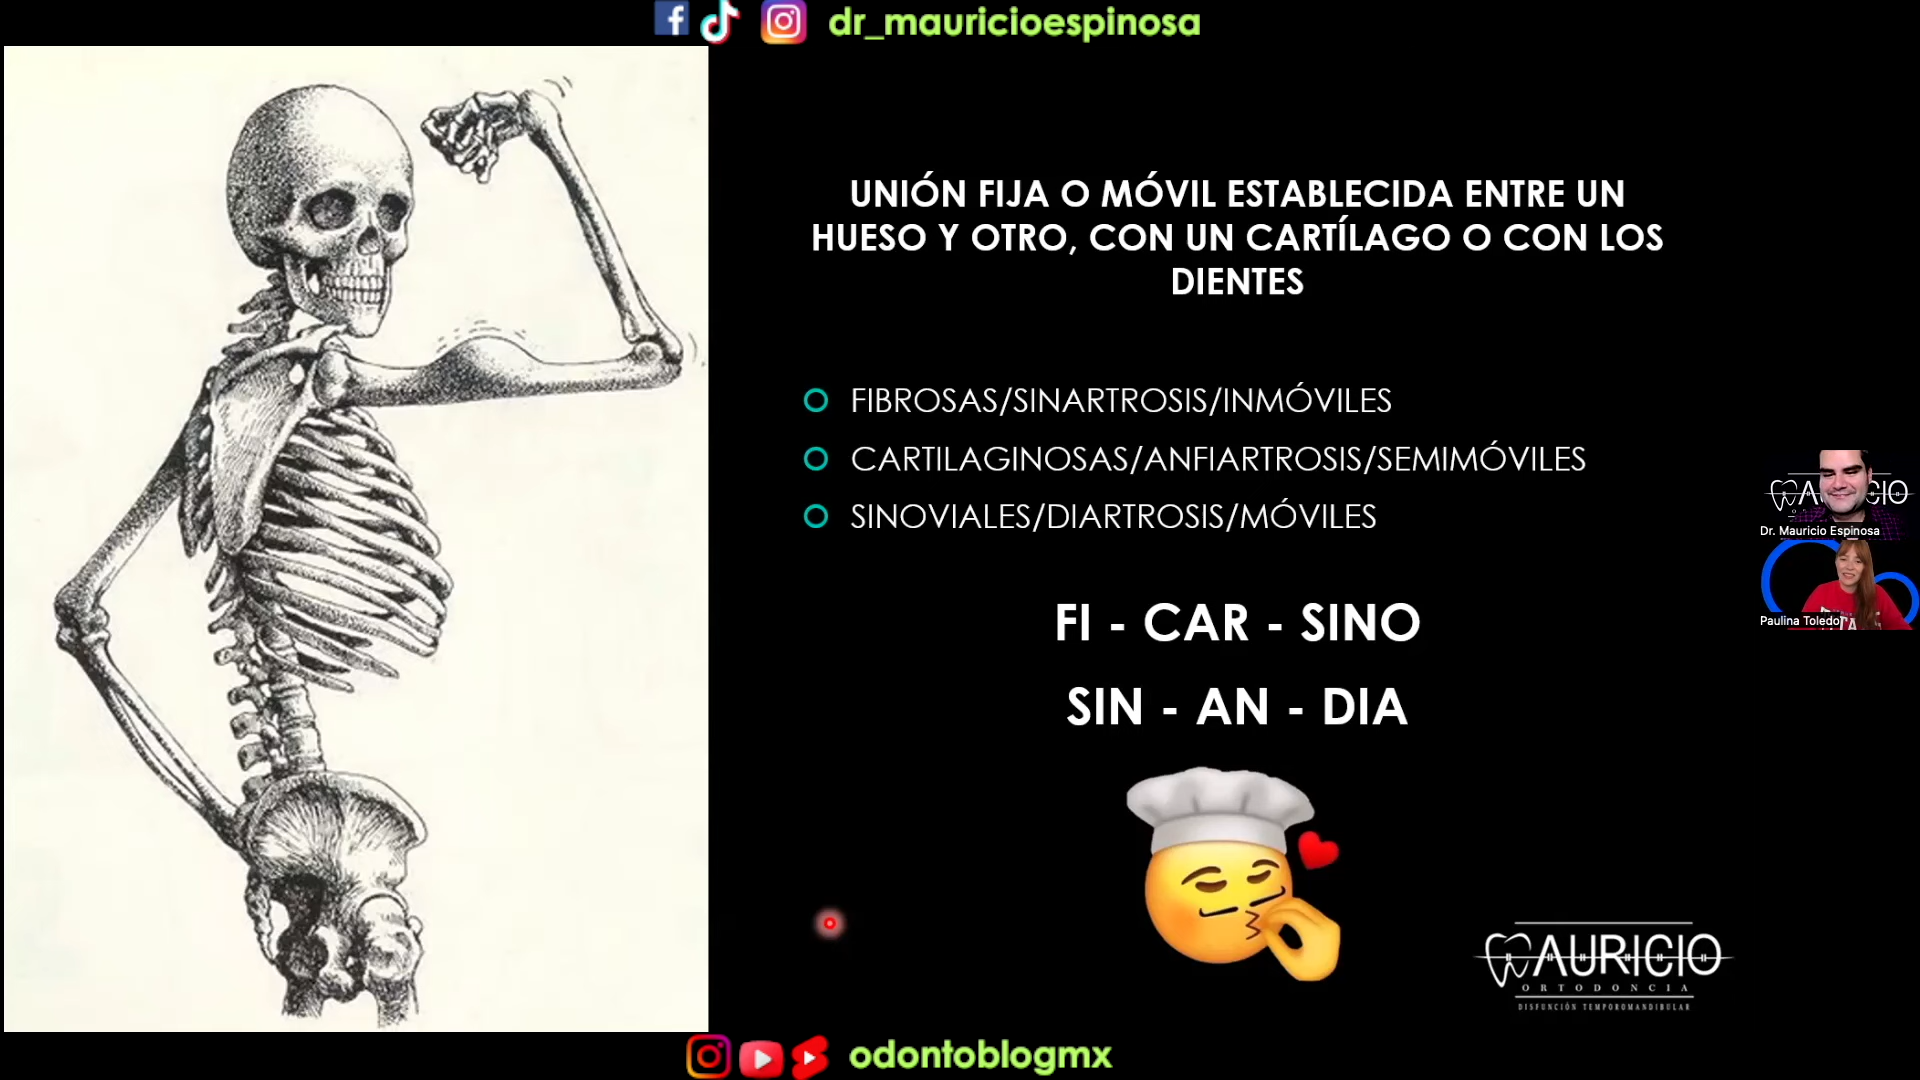 dr_mauricioespinosa
UNIÓN FIJA O MÓVIL ESTABLECIDA ENTRE UN
HUESO Y OTRO, CON UN CARTÍLAGO O CON LOS
DIENTES
FIBROSAS/SINARTROSIS/INMÓVILES
CARTILAGINOSAS/ANFIARTROSIS/SEMIMÓVILES
SINOVIALES/DIARTROSIS/MÓVILES
FI - CAR - SINO
SIN - AN - DIA
Dr. Mauricio Espinosa
Paulina Toledo
MAURICIO
ORTODONCIA
DISFUNCIÓN TEMPOROMANDIBULAR
odontoblogmx